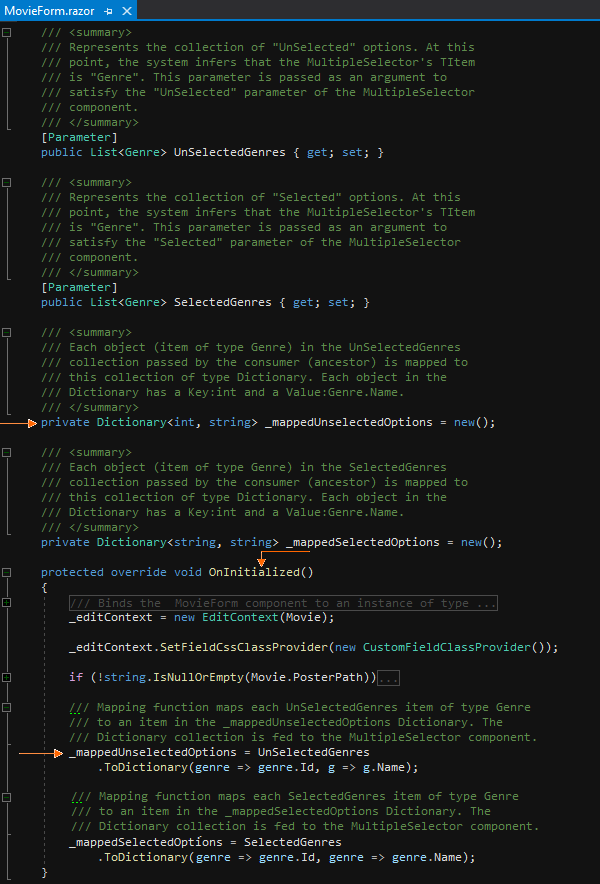 MovieForm.razor
/// <summary>
/// Represents the collection of "UnSelected" options. At this
/// point, the system infers that the MultipleSelector's TItem
/// is "Genre". This parameter is passed as an argument to
/// satisfy the "UnSelected" parameter of the MultipleSelector
/// component.
/// </summary>
[Parameter]
public List<Genre> UnSelectedGenres { get; set; }
/// <summary>
/// Represents the collection of "Selected" options. At this
/// point, the system infers that the MultipleSelector's TItem
/// is "Genre". This parameter is passed as an argument to
/// satisfy the "Selected" parameter of the MultipleSelector
/// component.
/// </summary>
[Parameter]
public List<Genre> SelectedGenres { get; set; }
/// <summary>
/// Each object (item of type Genre) in the UnSelectedGenres
/// collection passed by the consumer (ancestor) is mapped to
/// this collection of type Dictionary. Each object in the
/// Dictionary has a Key:int and a Value:Genre.Name.
/// </summary>
private Dictionary<int, string> _mappedUnselectedOptions = new();
/// <summary>
/// Each object (item of type Genre) in the SelectedGenres
/// collection passed by the consumer (ancestor) is mapped to
/// this collection of type Dictionary. Each object in the
/// Dictionary has a Key:int and a Value:Genre.Name.
/// </summary>
private Dictionary<string, string> _mappedSelectedOptions = new();
protected override void OnInitialized()
{
/// Binds the  MovieForm component to an instance of type ...
_editContext = new EditContext(Movie);
_editContext.SetFieldCssClassProvider(new CustomFieldClassProvider());
if (!string.IsNullOrEmpty(Movie.PosterPath))...
/// Mapping function maps each UnSelectedGenres item of type Genre
/// to an item in the _mappedUnselectedOptions Dictionary. The
/// Dictionary collection is fed to the MultipleSelector component.
_mappedUnselectedOptions = UnSelectedGenres
.ToDictionary(genre => genre.Id, g => g.Name);
/// Mapping function maps each SelectedGenres item of type Genre
/// to an item in the _mappedSelectedOptions Dictionary. The
/// Dictionary collection is fed to the MultipleSelector component.
_mappedSelectedOptions = SelectedGenres
.ToDictionary(genre => genre.Id, genre => genre.Name);
}